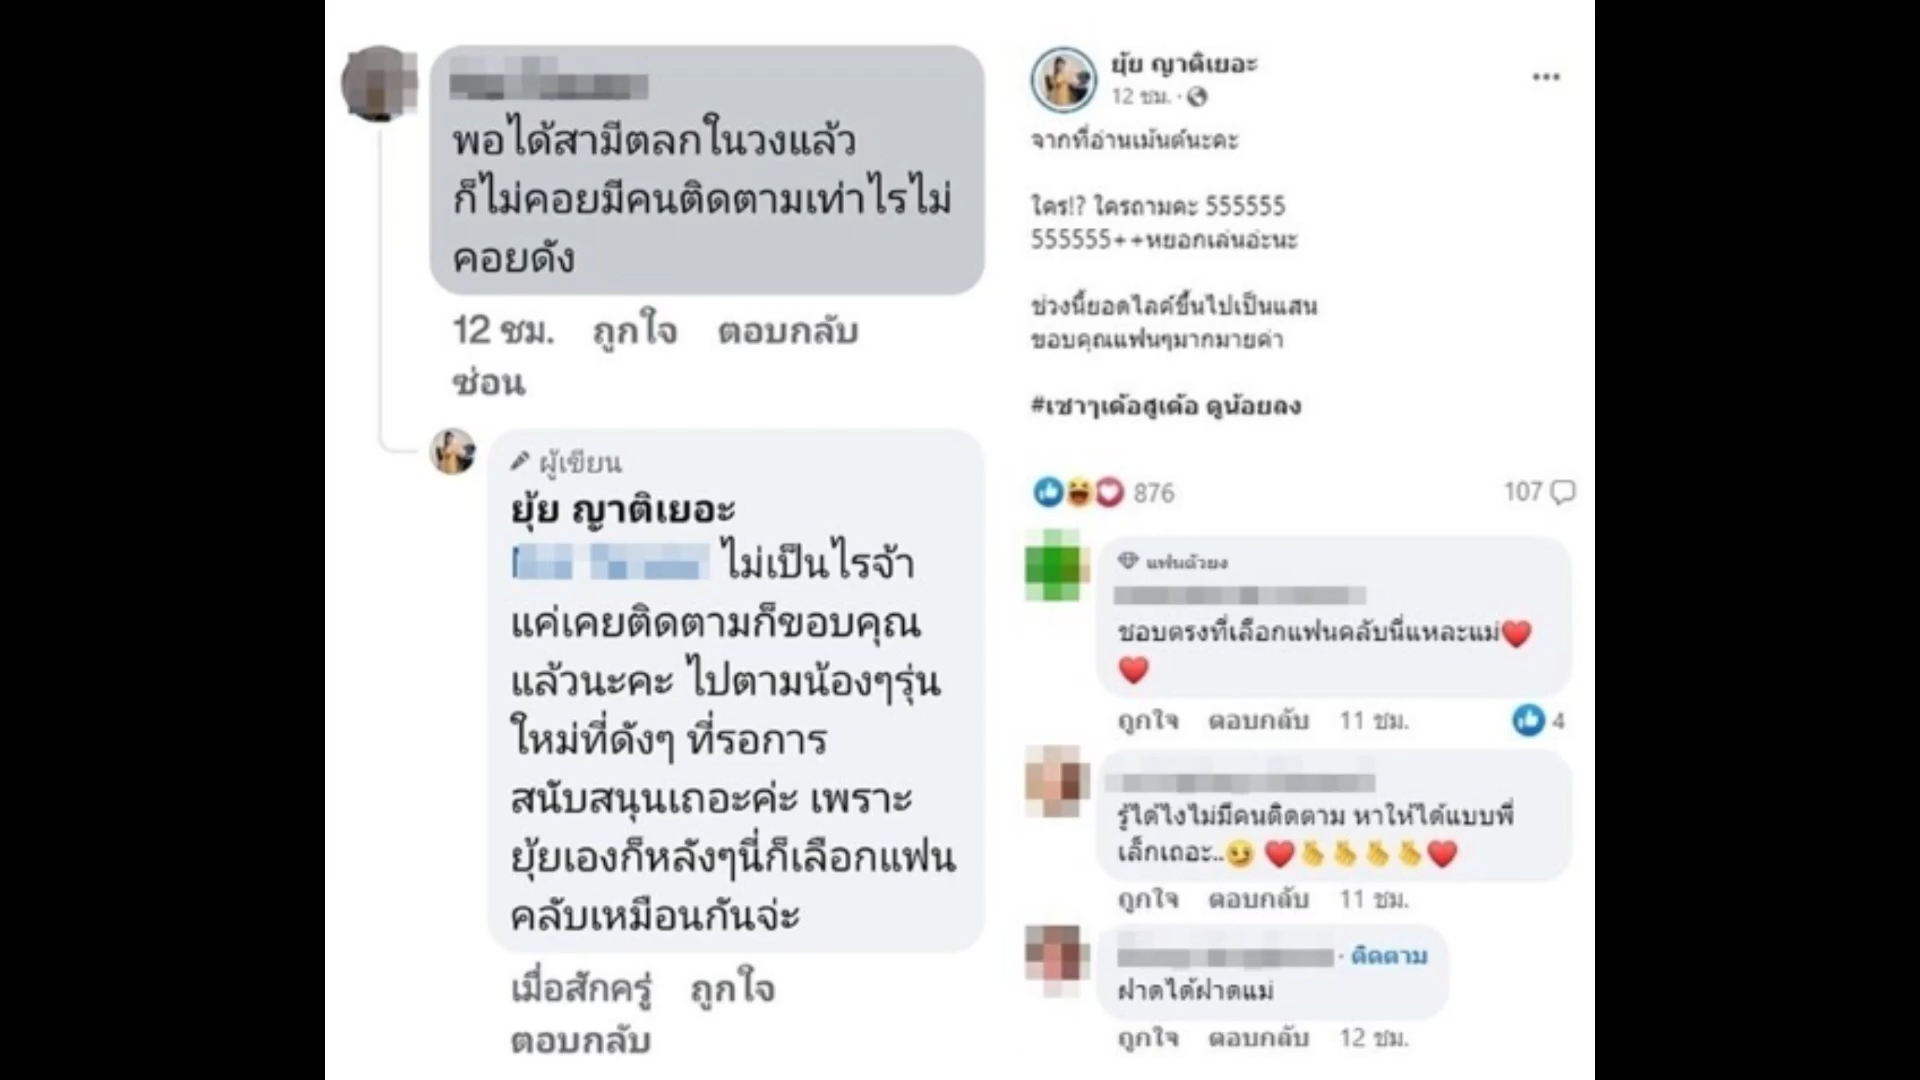 พอได้สามีตลกในวงแล้ว
ก็ไม่คอยมีคนติดตามเท่าไรไม่
คอยดัง
12 ชม. ถูกใจ ตอบกลับ
ซ่อน
ผู้เขียน
ยุ้ย ญาติเยอะ
ไม่เป็นไรจ้า
แค่เคยติดตามก็ขอบคุณ
แล้วนะคะ ไปตามน้องๆรุ่น
ใหม่ที่ดังๆ ที่รอการ
สนับสนุนเถอะค่ะ เพราะ
ยุ้ยเองก็หลังๆนี่ก็เลือกแฟน
คลับเหมือนกันจ่ะ
เมื่อสักครู่ ถูกใจ
ตอบกลับ
ยุ้ย ญาติเยอะ
12 ชม.
จากที่อ่านเม้นต์นะคะ
ใคร!? ใครถามคะ 555555
555555++หยอกเล่นอ่ะนะ
ช่วงนี้ยอดไลค์ขึ้นไปเป็นแสน
ขอบคุณแฟนๆมากมายค่า
#เซาๆเด้อสูเด้อ ดูน้อยลง
876
107
แฟนตัวยง
ชอบตรงที่เลือกแฟนคลับนี่แหละแม่❤️
❤️
ถูกใจ ตอบกลับ 11 ชม. 4
รู้ได้ไงไม่มีคนติดตาม หาให้ได้แบบพี่
เล็กเถอะ..😏 ❤️🫰🫰🫰🫰❤️
ถูกใจ ตอบกลับ 11 ชม.
· ติดตาม
ฝาดได้ฝาดแม่
ถูกใจ ตอบกลับ 12 ชม.